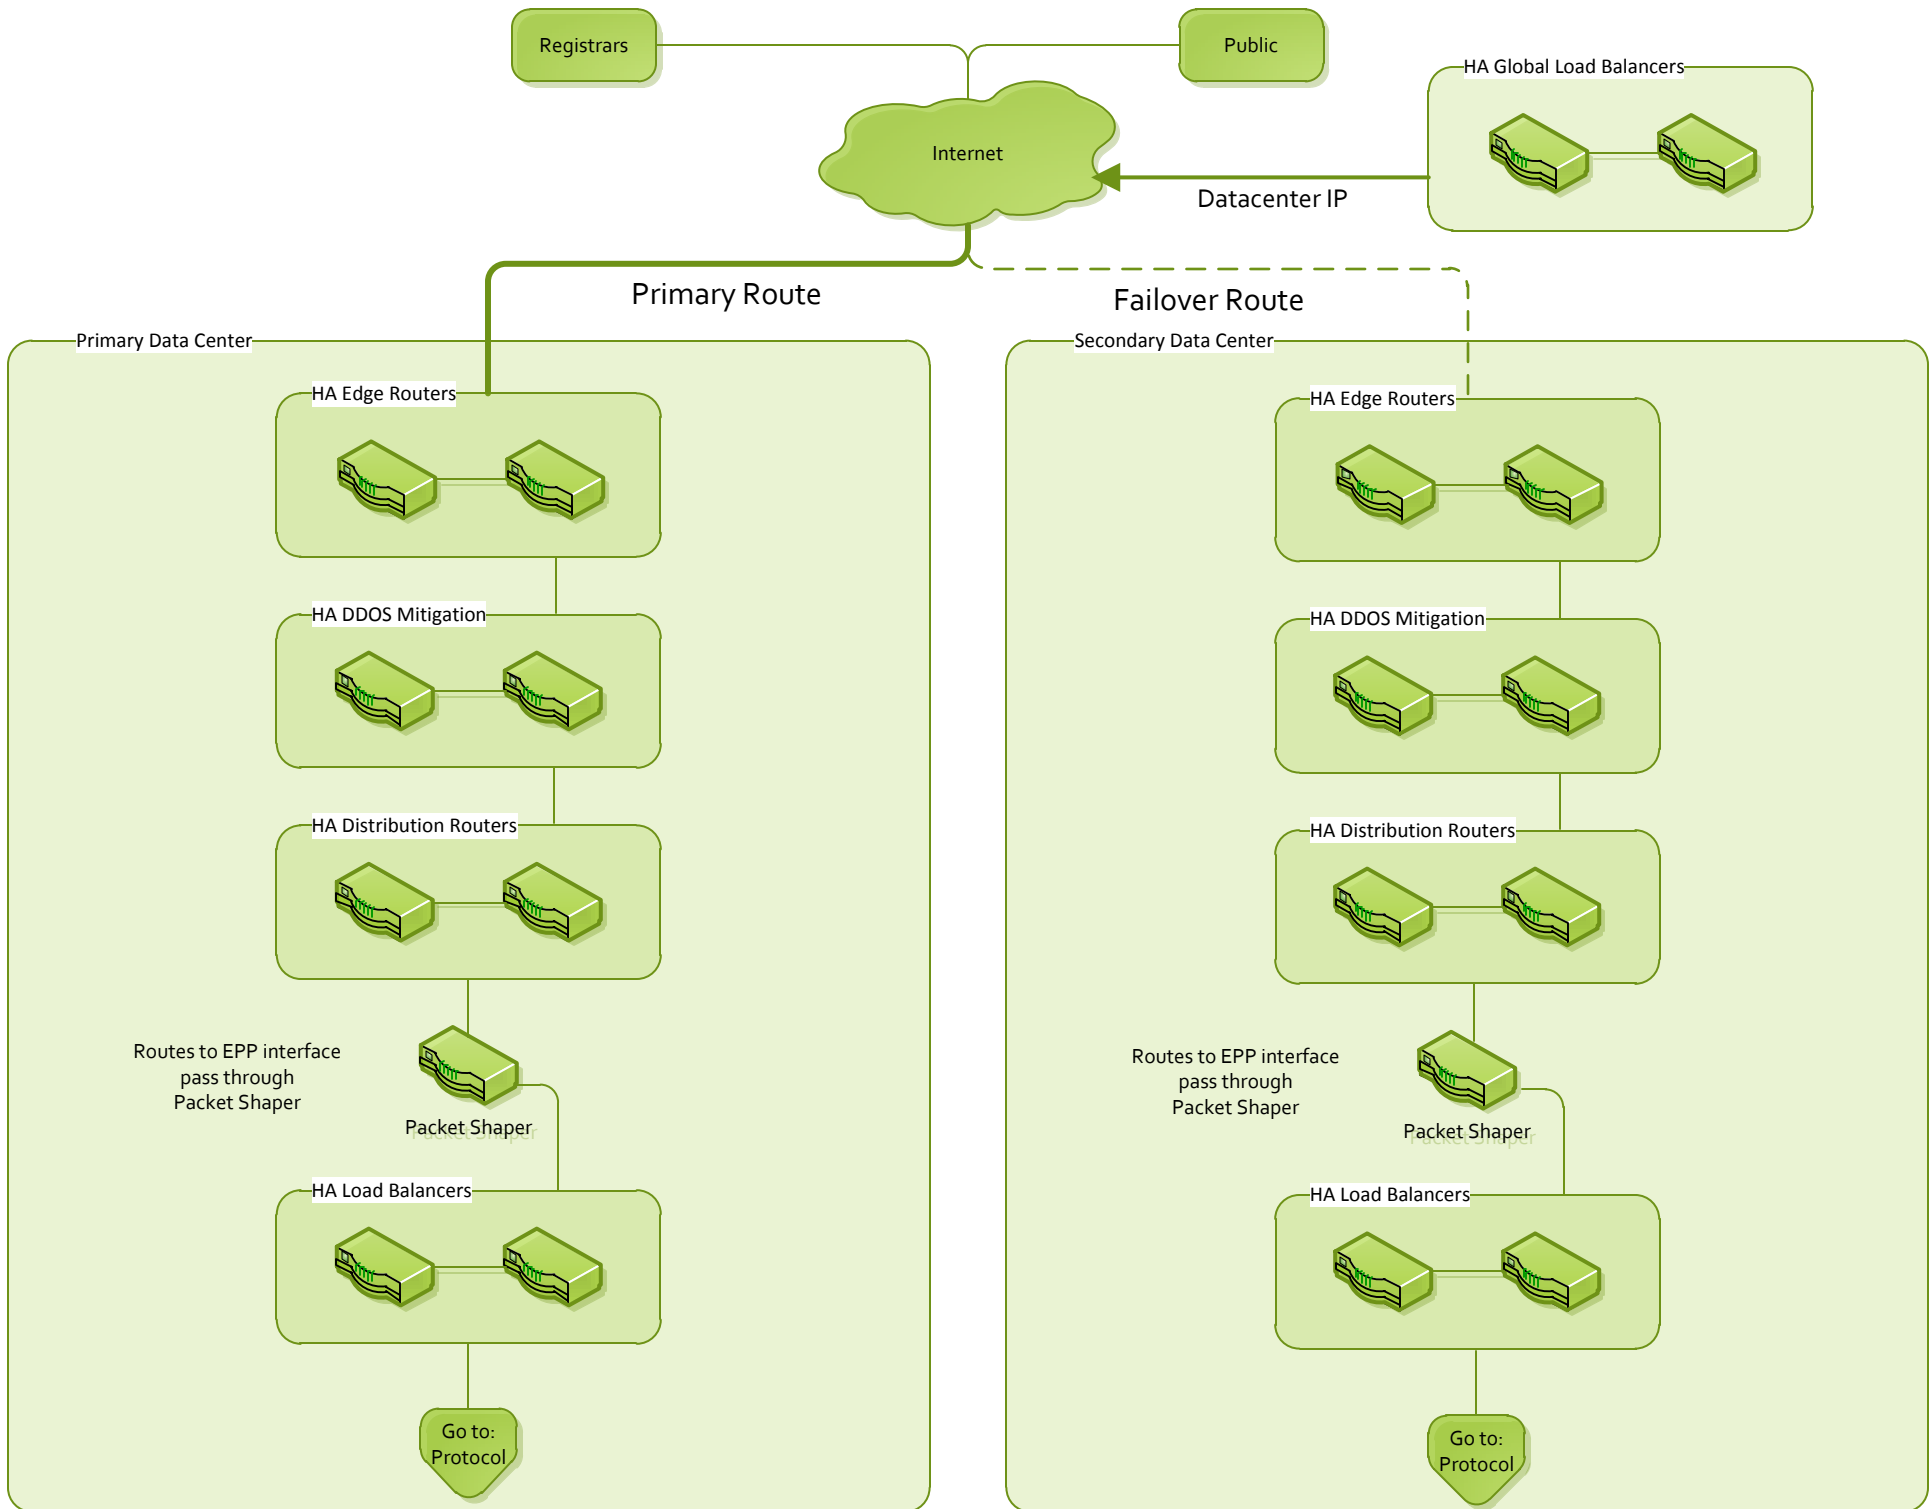 Registrars
Public
HA Global Load Balancers
Internet
Datacenter IP
Primary Route
Failover Route
Primary Data Center
HA Edge Routers
HA DDOS Mitigation
HA Distribution Routers
Routes to EPP interface
pass through
Packet Shaper
Packet Shaper
HA Load Balancers
Go to:
Protocol
Secondary Data Center
HA Edge Routers
HA DDOS Mitigation
HA Distribution Routers
Routes to EPP interface
pass through
Packet Shaper
Packet Shaper
HA Load Balancers
Go to:
Protocol